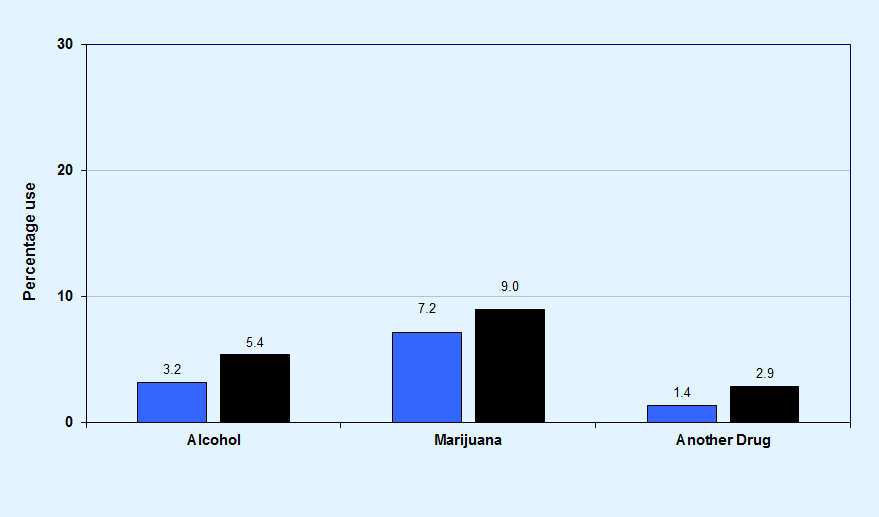 30
20
10
0
Percentage use
3.2
5.4
7.2
9.0
1.4
2.9
Alcohol
Marijuana
Another Drug